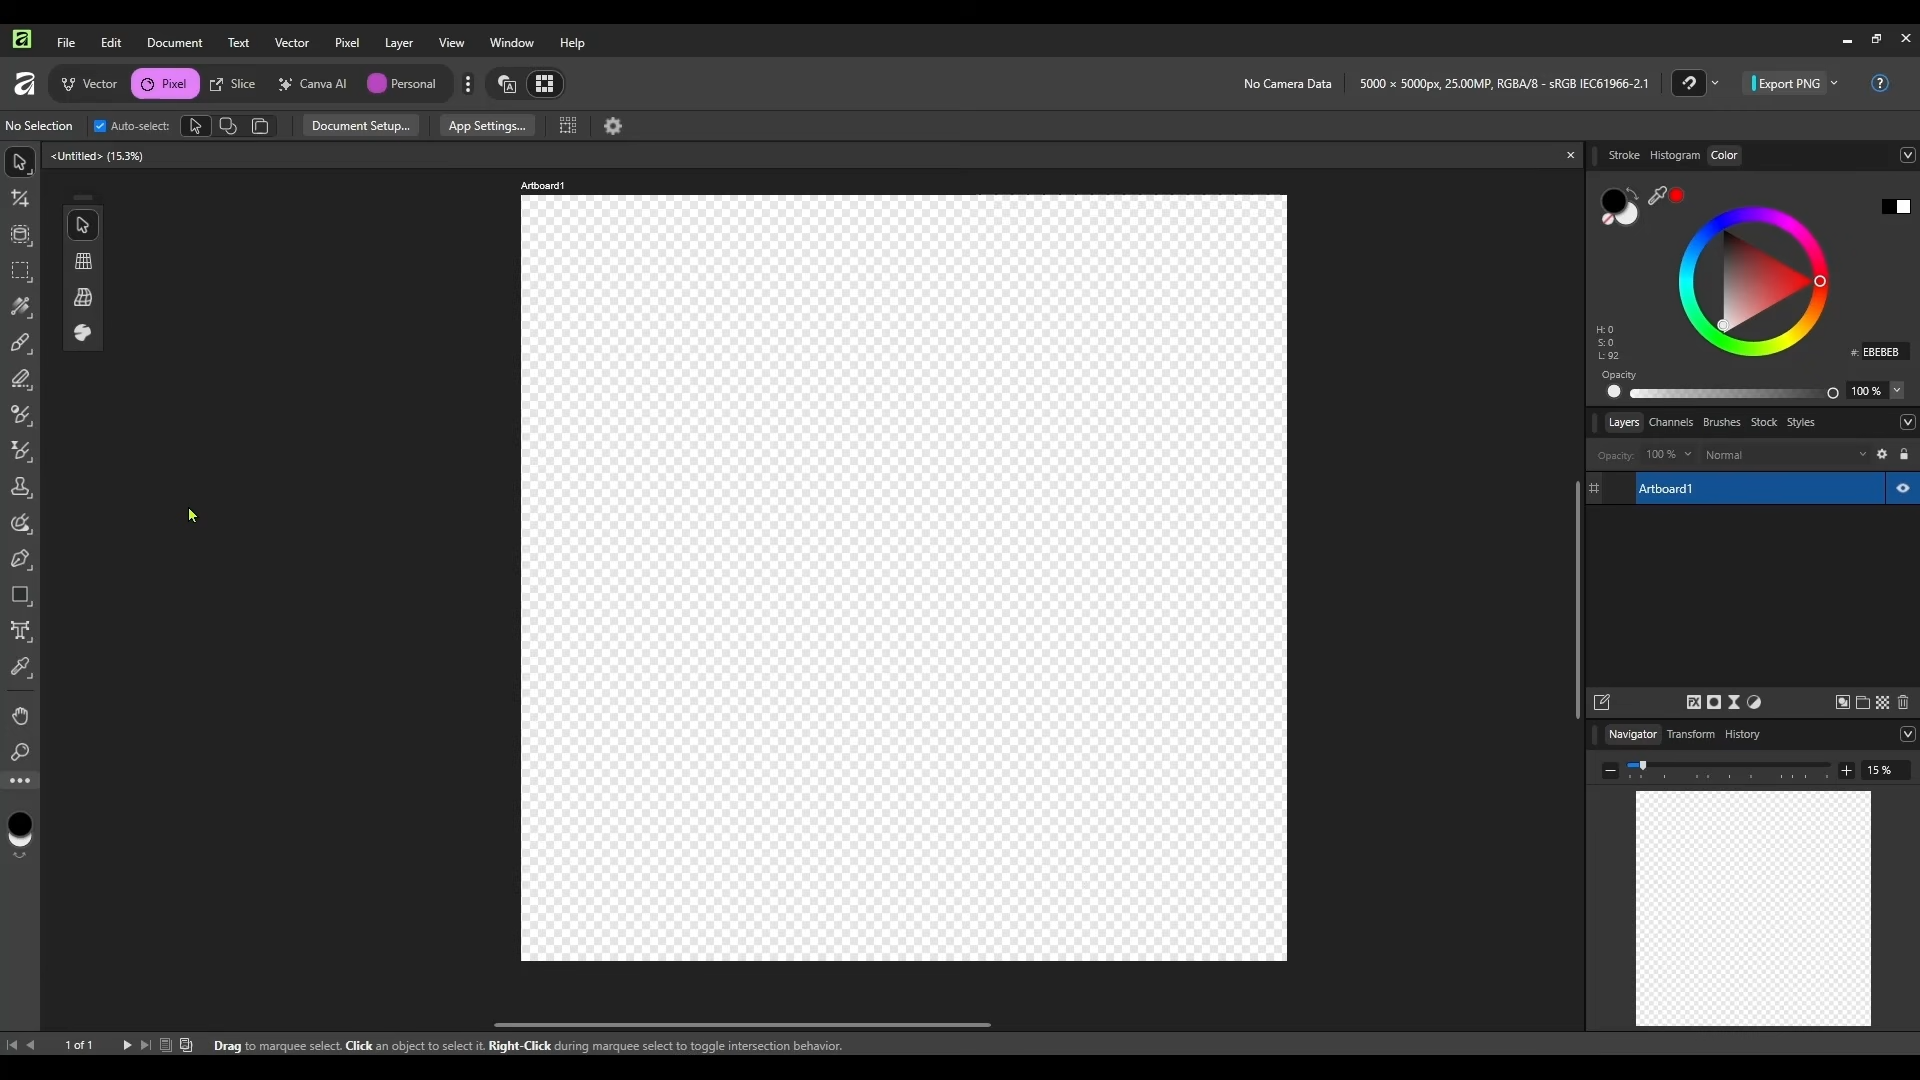 File Edit Document Text Vector Pixel Layer View Window Help
Vector Pixel Slice Canva AI Personal No Camera Data 5000 × 5000px, 25.00MP, RGBA/8 - sRGB IEC61966-2.1 Export PNG ?
No Selection Auto-select: Document Setup... App Settings...
<Untitled> (15.3%) Stroke Histogram Color
Artboard1
H: 0
S: 0
L: 92
#: EBEBEB
Opacity
100 %
Layers Channels Brushes Stock Styles
Opacity: 100 % Normal
Artboard1
Navigator Transform History
15 %
1 of 1 Drag to marquee select. Click an object to select it. Right-Click during marquee select to toggle intersection behavior.